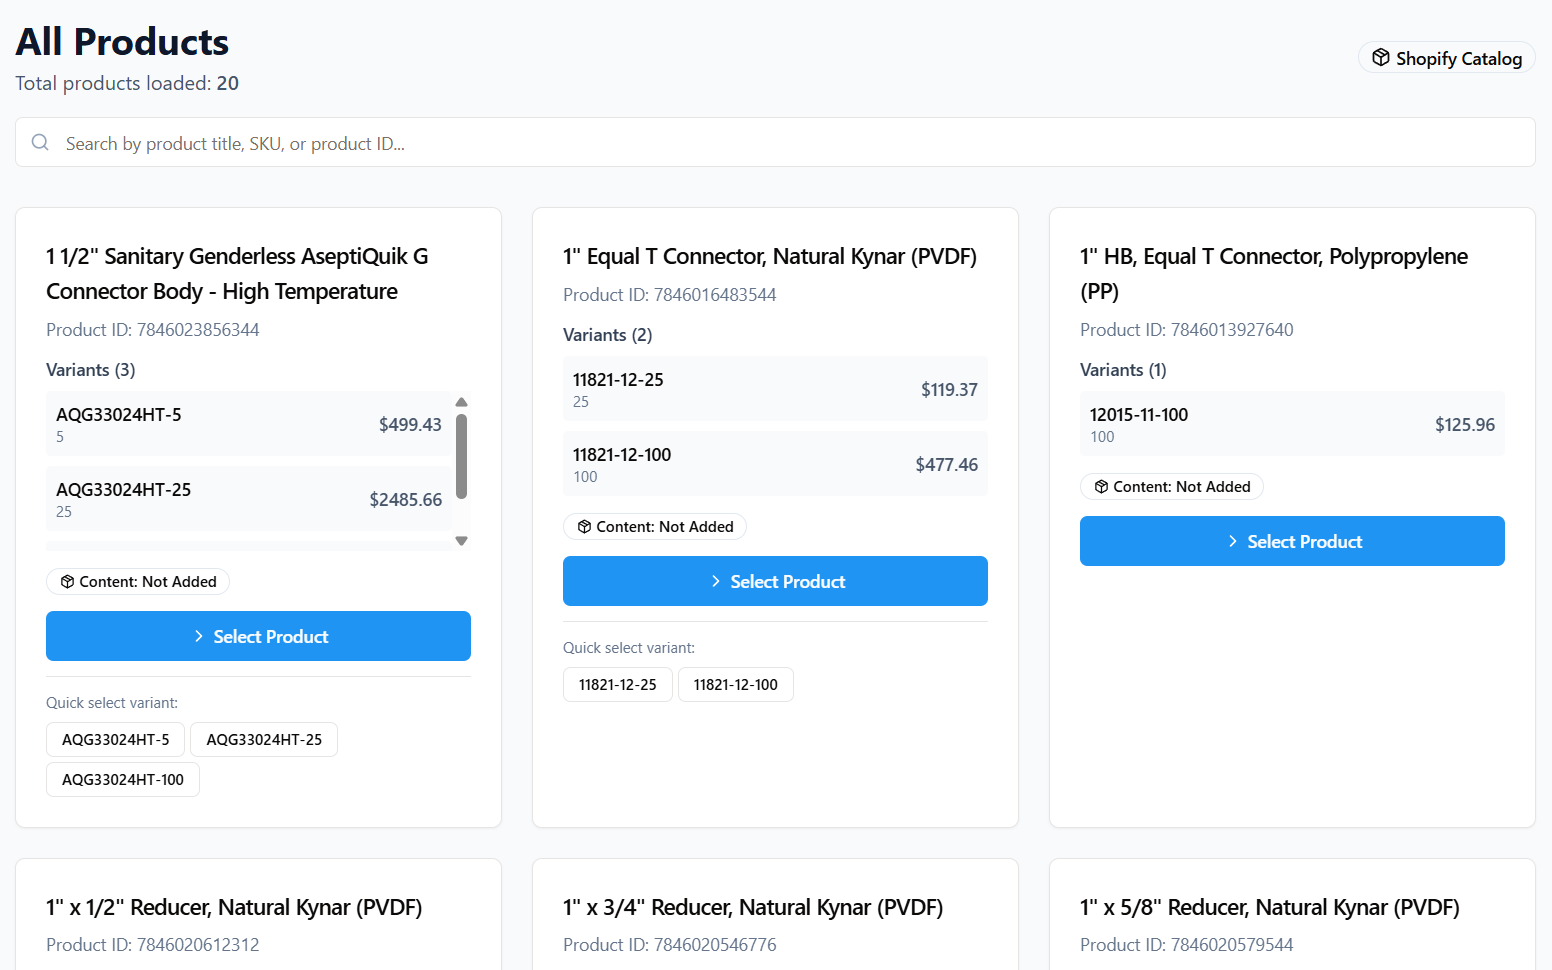 All Products
Total products loaded: 20
Shopify Catalog
Search by product title, SKU, or product ID...
1 1/2" Sanitary Genderless AseptiQuik G
Connector Body - High Temperature
Product ID: 7846023856344
Variants (3)
AQG33024HT-5
5
$499.43
AQG33024HT-25
25
$2485.66
Content: Not Added
Select Product
Quick select variant:
AQG33024HT-5
AQG33024HT-25
AQG33024HT-100
1" Equal T Connector, Natural Kynar (PVDF)
Product ID: 7846016483544
Variants (2)
11821-12-25
25
$119.37
11821-12-100
100
$477.46
Content: Not Added
Select Product
Quick select variant:
11821-12-25
11821-12-100
1" HB, Equal T Connector, Polypropylene
(PP)
Product ID: 7846013927640
Variants (1)
12015-11-100
100
$125.96
Content: Not Added
Select Product
1" x 1/2" Reducer, Natural Kynar (PVDF)
Product ID: 7846020612312
1" x 3/4" Reducer, Natural Kynar (PVDF)
Product ID: 7846020546776
1" x 5/8" Reducer, Natural Kynar (PVDF)
Product ID: 7846020579544